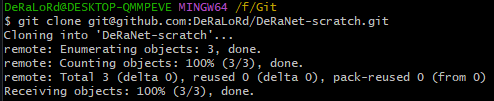 DeRaLoRd@DESKTOP-QMMPEVE MINGW64 /f/Git
$ git clone git@github.com:DeRaLoRd/DeRaNet-scratch.git
Cloning into 'DeRaNet-scratch'...
remote: Enumerating objects: 3, done.
remote: Counting objects: 100% (3/3), done.
remote: Total 3 (delta 0), reused 0 (delta 0), pack-reused 0 (from 0)
Receiving objects: 100% (3/3), done.